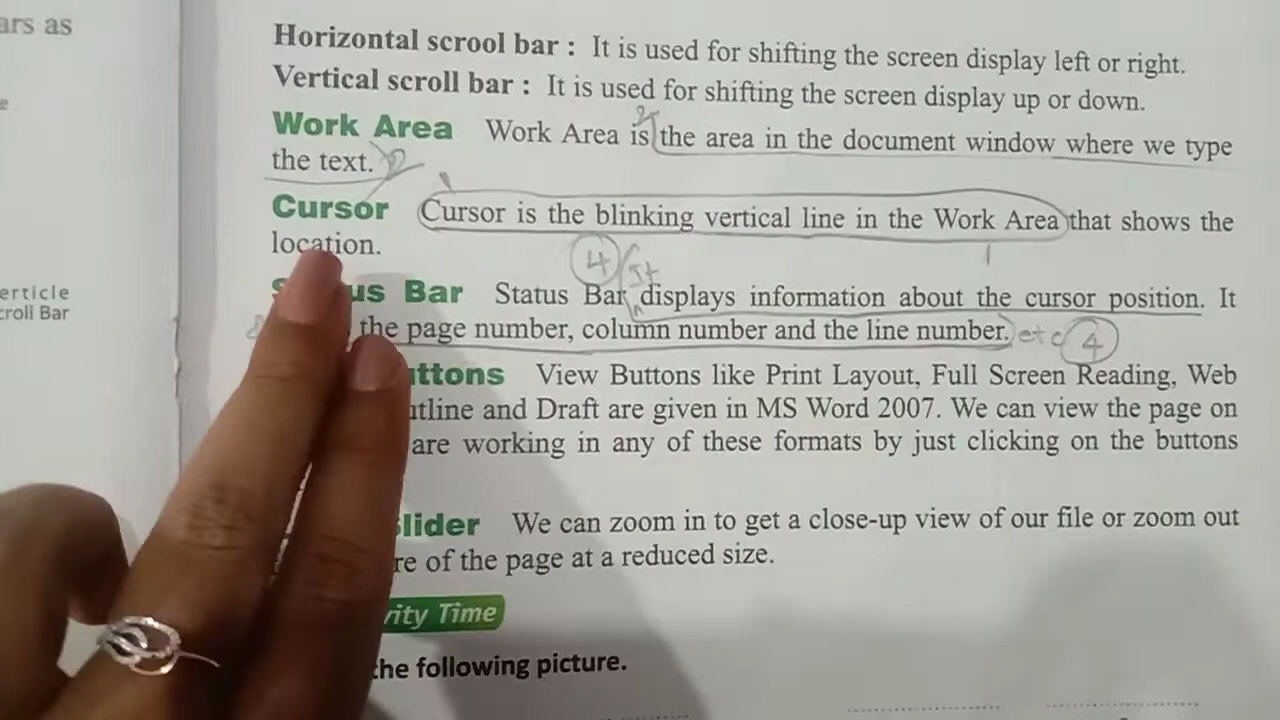 ars as
e
erticle
croll Bar
Horizontal scrool bar : It is used for shifting the screen display left or right.
Vertical scroll bar : It is used for shifting the screen display up or down.
Work Area Work Area is the area in the document window where we type
the text. 2
Cursor Cursor is the blinking vertical line in the Work Area that shows the
location.
4 st
S us Bar Status Bar displays information about the cursor position. It
the page number, column number and the line number. etc 4
ttons View Buttons like Print Layout, Full Screen Reading, Web
utline and Draft are given in MS Word 2007. We can view the page on
are working in any of these formats by just clicking on the buttons
slider We can zoom in to get a close-up view of our file or zoom out
re of the page at a reduced size.
vity Time
the following picture.